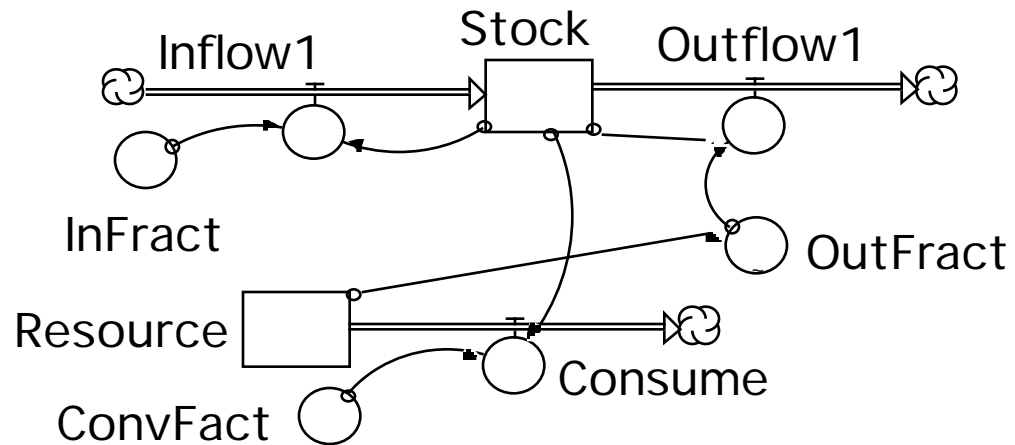 Stock
Inflow1
Outflow1
InFract
OutFract
Resource
Consume
ConvFact
~